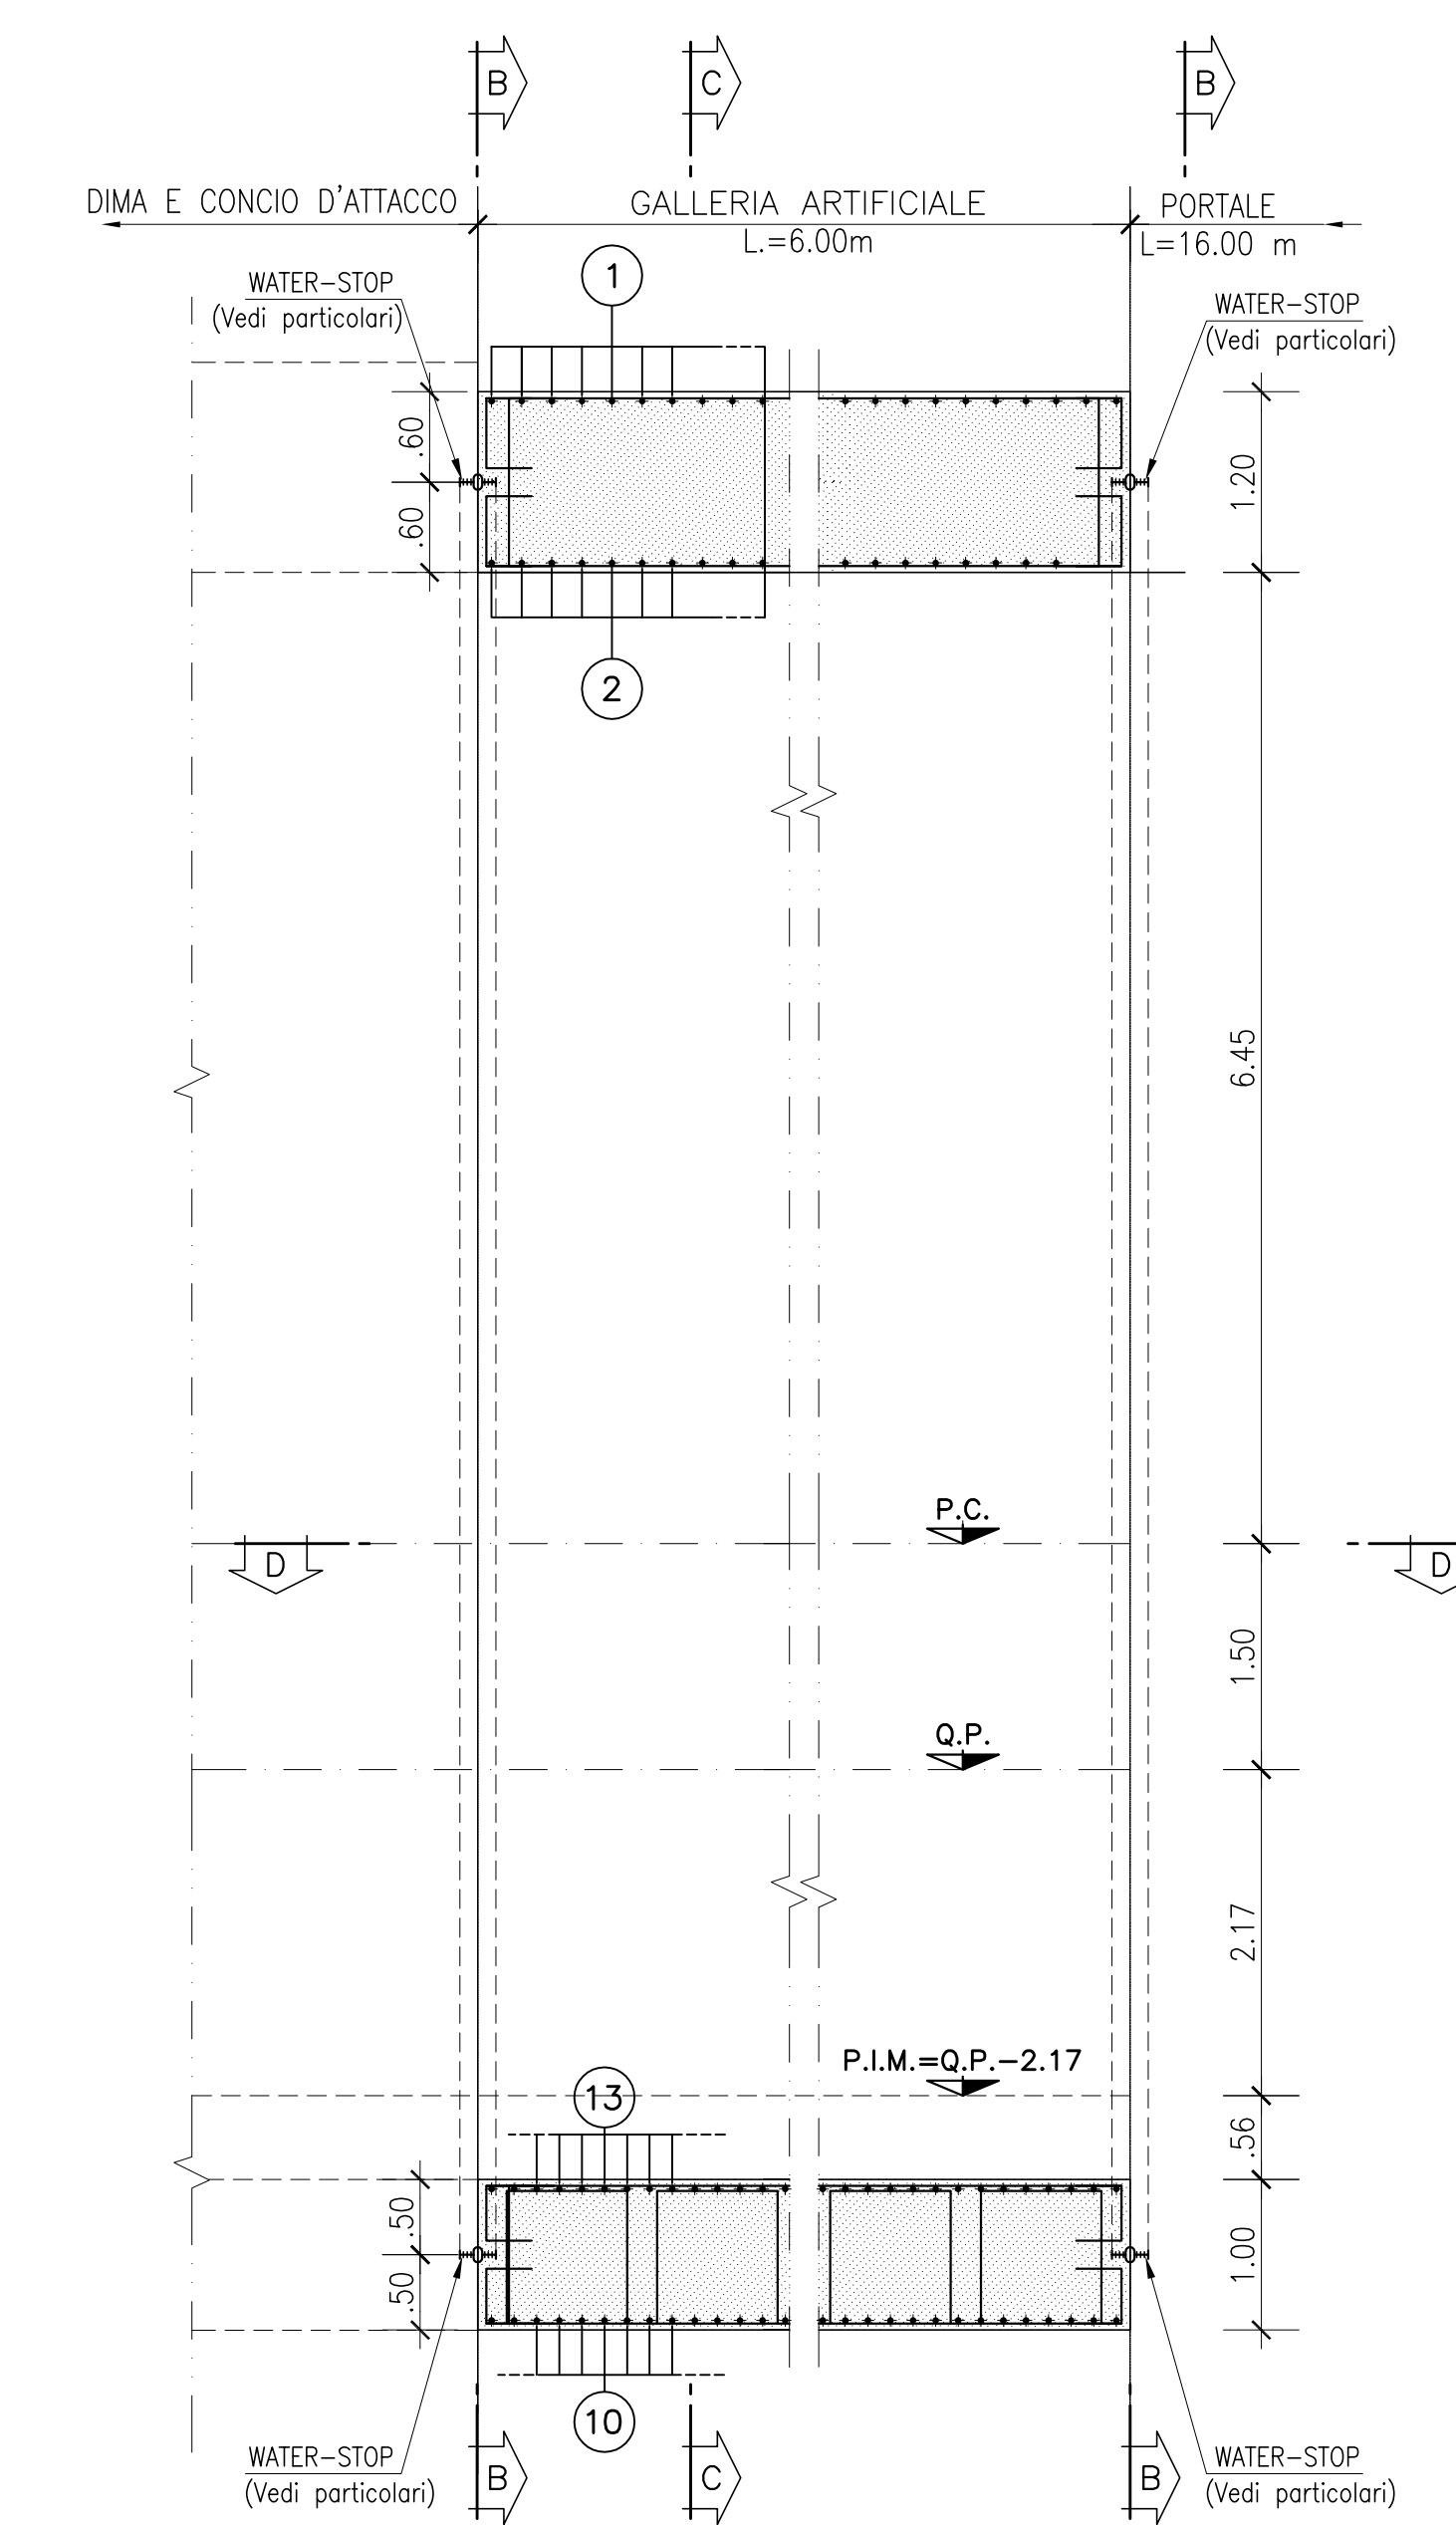 B
C
B
DIMA E CONCIO D'ATTACCO
GALLERIA ARTIFICIALE
L.=6.00m
PORTALE
L=16.00 m
WATER-STOP
(Vedi particolari)
1
WATER-STOP
(Vedi particolari)
.60
.60
1.20
2
6.45
P.C.
D
D
1.50
Q.P.
2.17
P.I.M.=Q.P.-2.17
13
.56
.50
.50
1.00
10
WATER-STOP
(Vedi particolari)
B
C
B
WATER-STOP
(Vedi particolari)